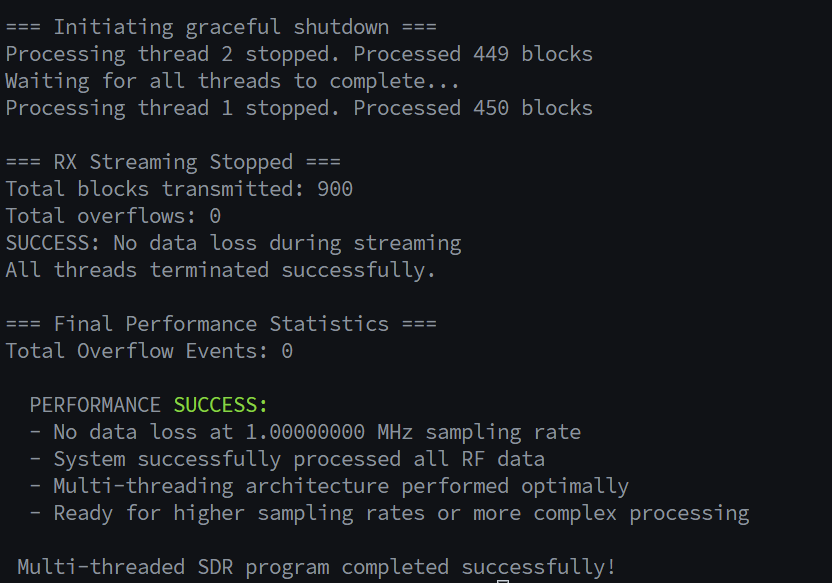 === Initiating graceful shutdown ===
Processing thread 2 stopped. Processed 449 blocks
Waiting for all threads to complete...
Processing thread 1 stopped. Processed 450 blocks
=== RX Streaming Stopped ===
Total blocks transmitted: 900
Total overflows: 0
SUCCESS: No data loss during streaming
All threads terminated successfully.
=== Final Performance Statistics ===
Total Overflow Events: 0
PERFORMANCE SUCCESS:
- No data loss at 1.00000000 MHz sampling rate
- System successfully processed all RF data
- Multi-threading architecture performed optimally
- Ready for higher sampling rates or more complex processing
Multi-threaded SDR program completed successfully!